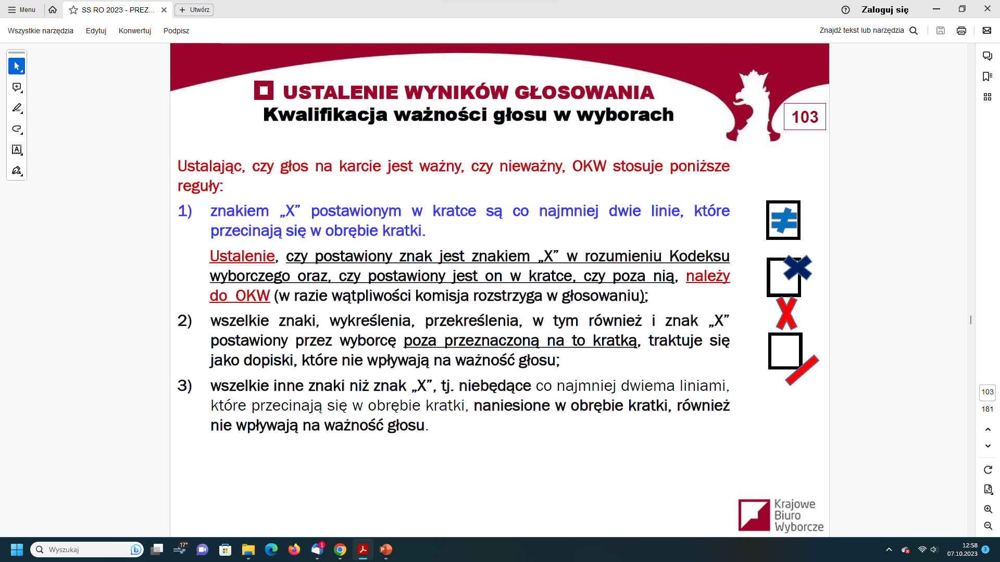 Menu
SS RO 2023 - PREZ...
Utwórz
Zaloguj się
Wszystkie narzędzia
Edytuj
Konwertuj
Podpisz
Znajdź tekst lub narzędzia
USTALENIE WYNIKÓW GŁOSOWANIA
Kwalifikacja ważności głosu w wyborach
103
Ustalając, czy głos na karcie jest ważny, czy nieważny, OKW stosuje poniższe
reguły:
1) znakiem „X” postawionym w kratce są co najmniej dwie linie, które
przecinają się w obrębie kratki.
Ustalenie, czy postawiony znak jest znakiem „X” w rozumieniu Kodeksu
wyborczego oraz, czy postawiony jest on w kratce, czy poza nią, należy
do OKW (w razie wątpliwości komisja rozstrzyga w głosowaniu);
2) wszelkie znaki, wykreślenia, przekreślenia, w tym również i znak „X”
postawiony przez wyborcę poza przeznaczoną na to kratką, traktuje się
jako dopiski, które nie wpływają na ważność głosu;
3) wszelkie inne znaki niż znak „X”, tj. niebędące co najmniej dwiema liniami,
które przecinają się w obrębie kratki, naniesione w obrębie kratki, również
nie wpływają na ważność głosu.
Krajowe
Biuro
Wyborcze
103
181
Wyszukaj
17°
1
12:58
07.10.2023
3